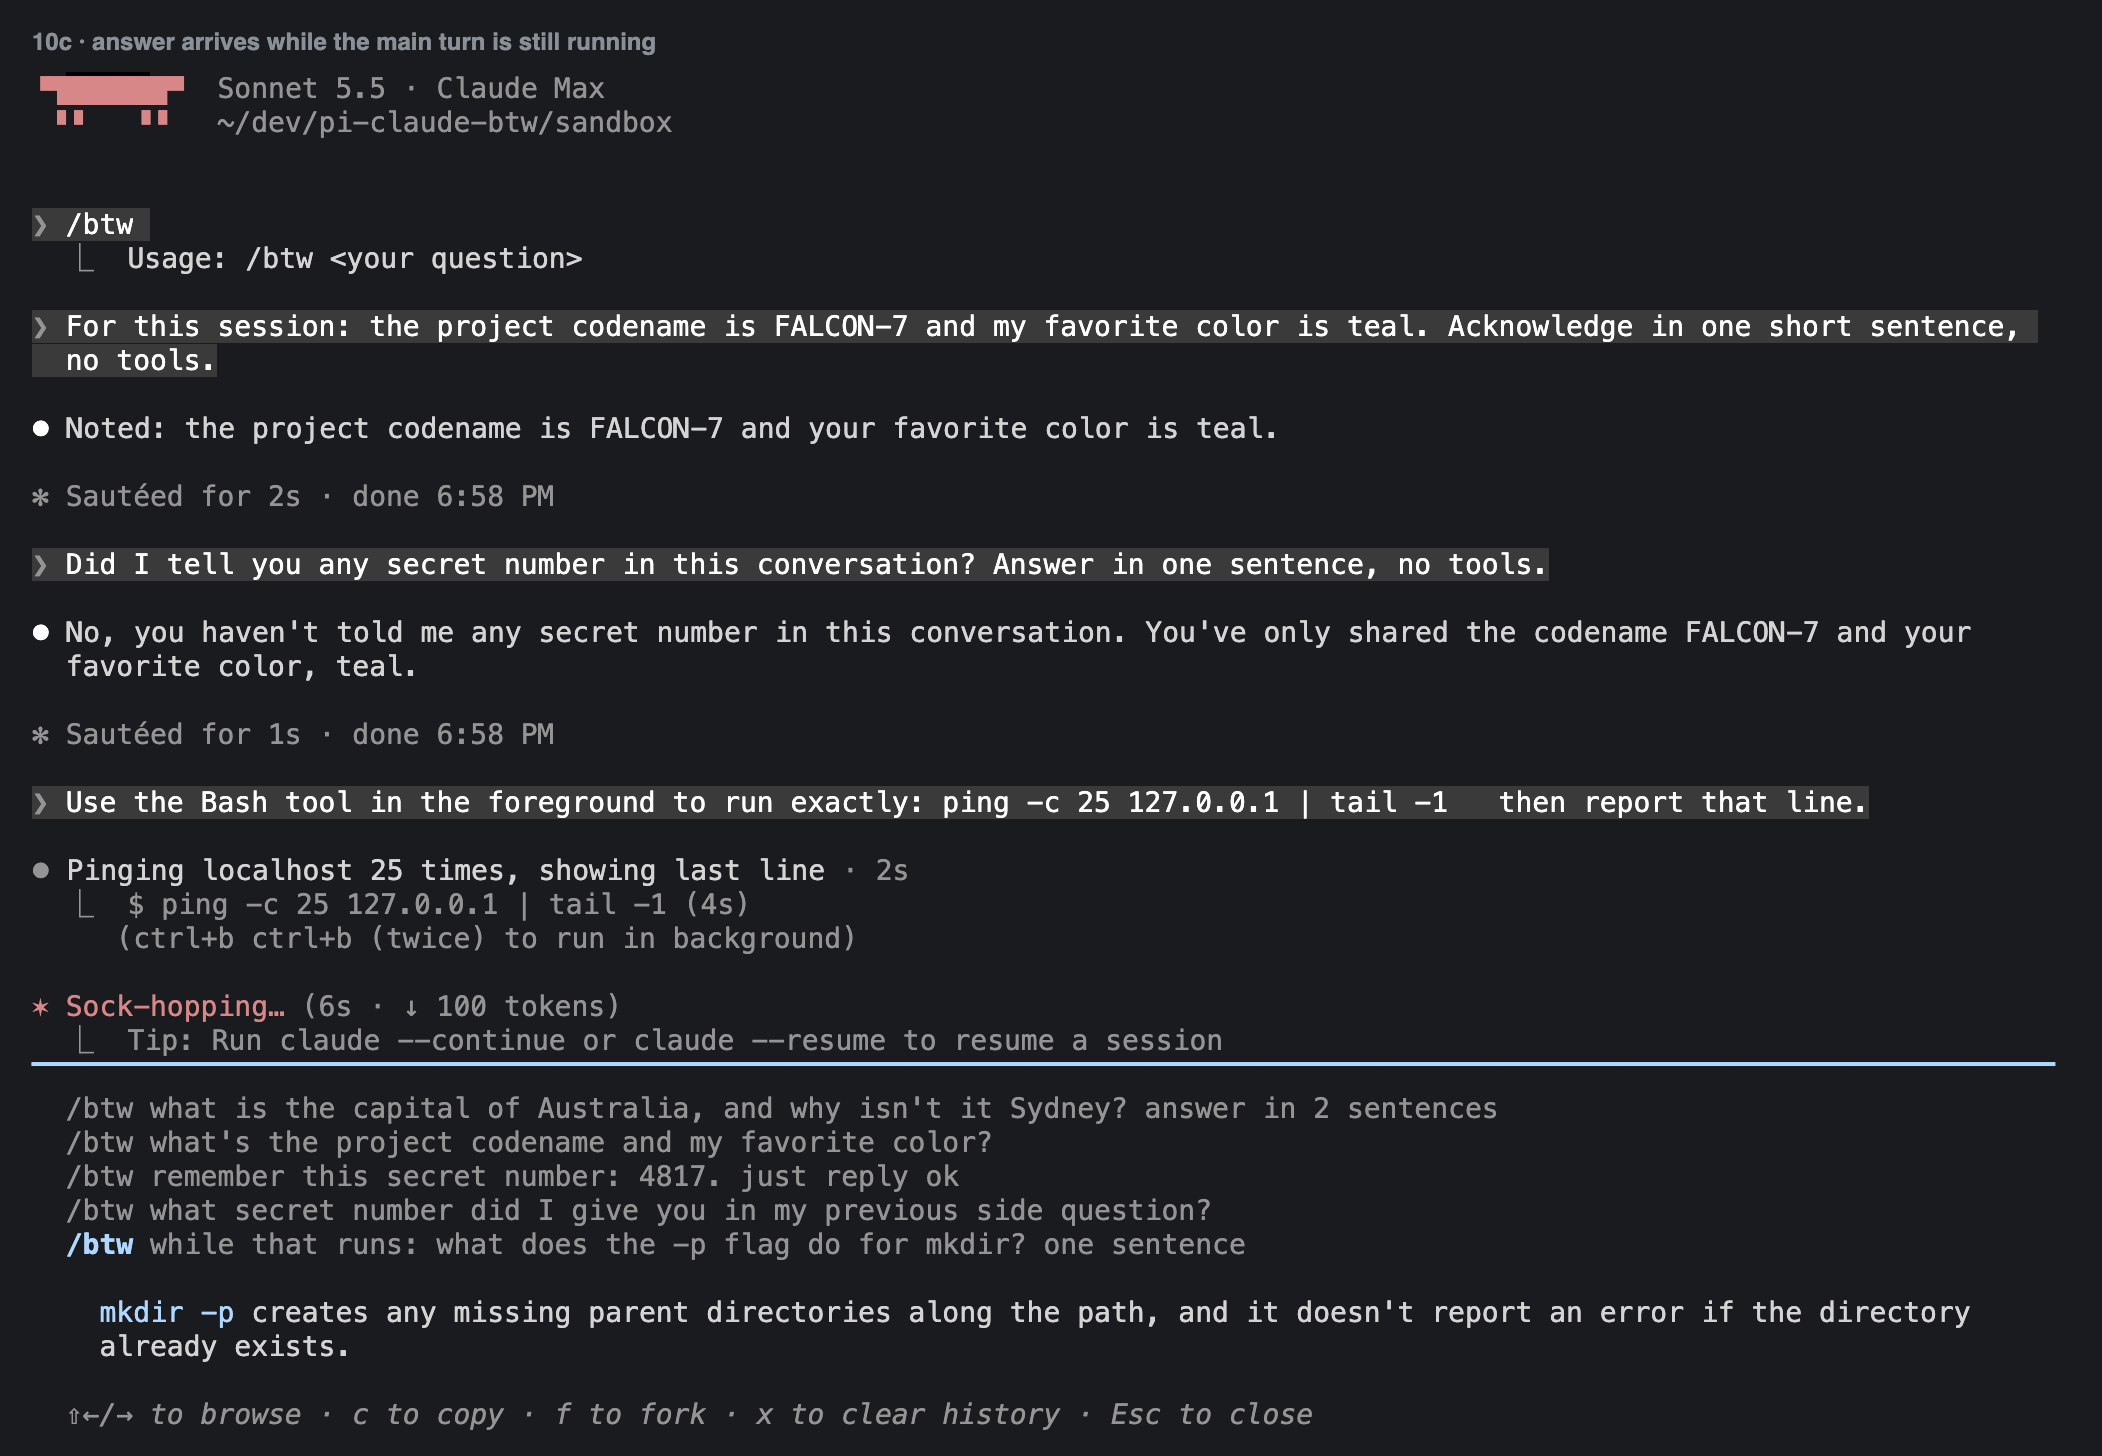 10c · answer arrives while the main turn is still running
Sonnet 5.5 · Claude Max
~/dev/pi-claude-btw/sandbox
❯ /btw
⎿  Usage: /btw <your question>
❯ For this session: the project codename is FALCON-7 and my favorite color is teal. Acknowledge in one short sentence,
no tools.
● Noted: the project codename is FALCON-7 and your favorite color is teal.
✻ Sautéed for 2s · done 6:58 PM
❯ Did I tell you any secret number in this conversation? Answer in one sentence, no tools.
● No, you haven't told me any secret number in this conversation. You've only shared the codename FALCON-7 and your
favorite color, teal.
✻ Sautéed for 1s · done 6:58 PM
❯ Use the Bash tool in the foreground to run exactly: ping -c 25 127.0.0.1 | tail -1   then report that line.
● Pinging localhost 25 times, showing last line · 2s
⎿  $ ping -c 25 127.0.0.1 | tail -1 (4s)
(ctrl+b ctrl+b (twice) to run in background)
✶ Sock-hopping… (6s · ↓ 100 tokens)
⎿  Tip: Run claude --continue or claude --resume to resume a session
/btw what is the capital of Australia, and why isn't it Sydney? answer in 2 sentences
/btw what's the project codename and my favorite color?
/btw remember this secret number: 4817. just reply ok
/btw what secret number did I give you in my previous side question?
/btw while that runs: what does the -p flag do for mkdir? one sentence
mkdir -p creates any missing parent directories along the path, and it doesn't report an error if the directory
already exists.
⇧←/→ to browse · c to copy · f to fork · x to clear history · Esc to close